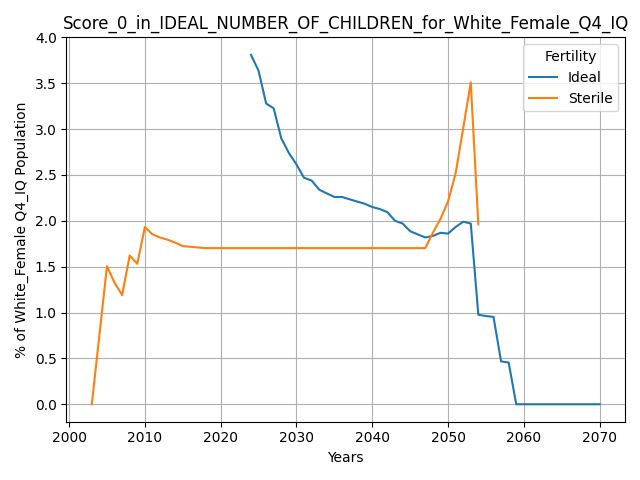 Score_0_in_IDEAL_NUMBER_OF_CHILDREN_for_White_Female_Q4_IQ
Fertility
Ideal
Sterile
% of White_Female Q4_IQ Population
4.0
3.5
3.0
2.5
2.0
1.5
1.0
0.5
0.0
2000 2010 2020 2030 2040 2050 2060 2070
Years